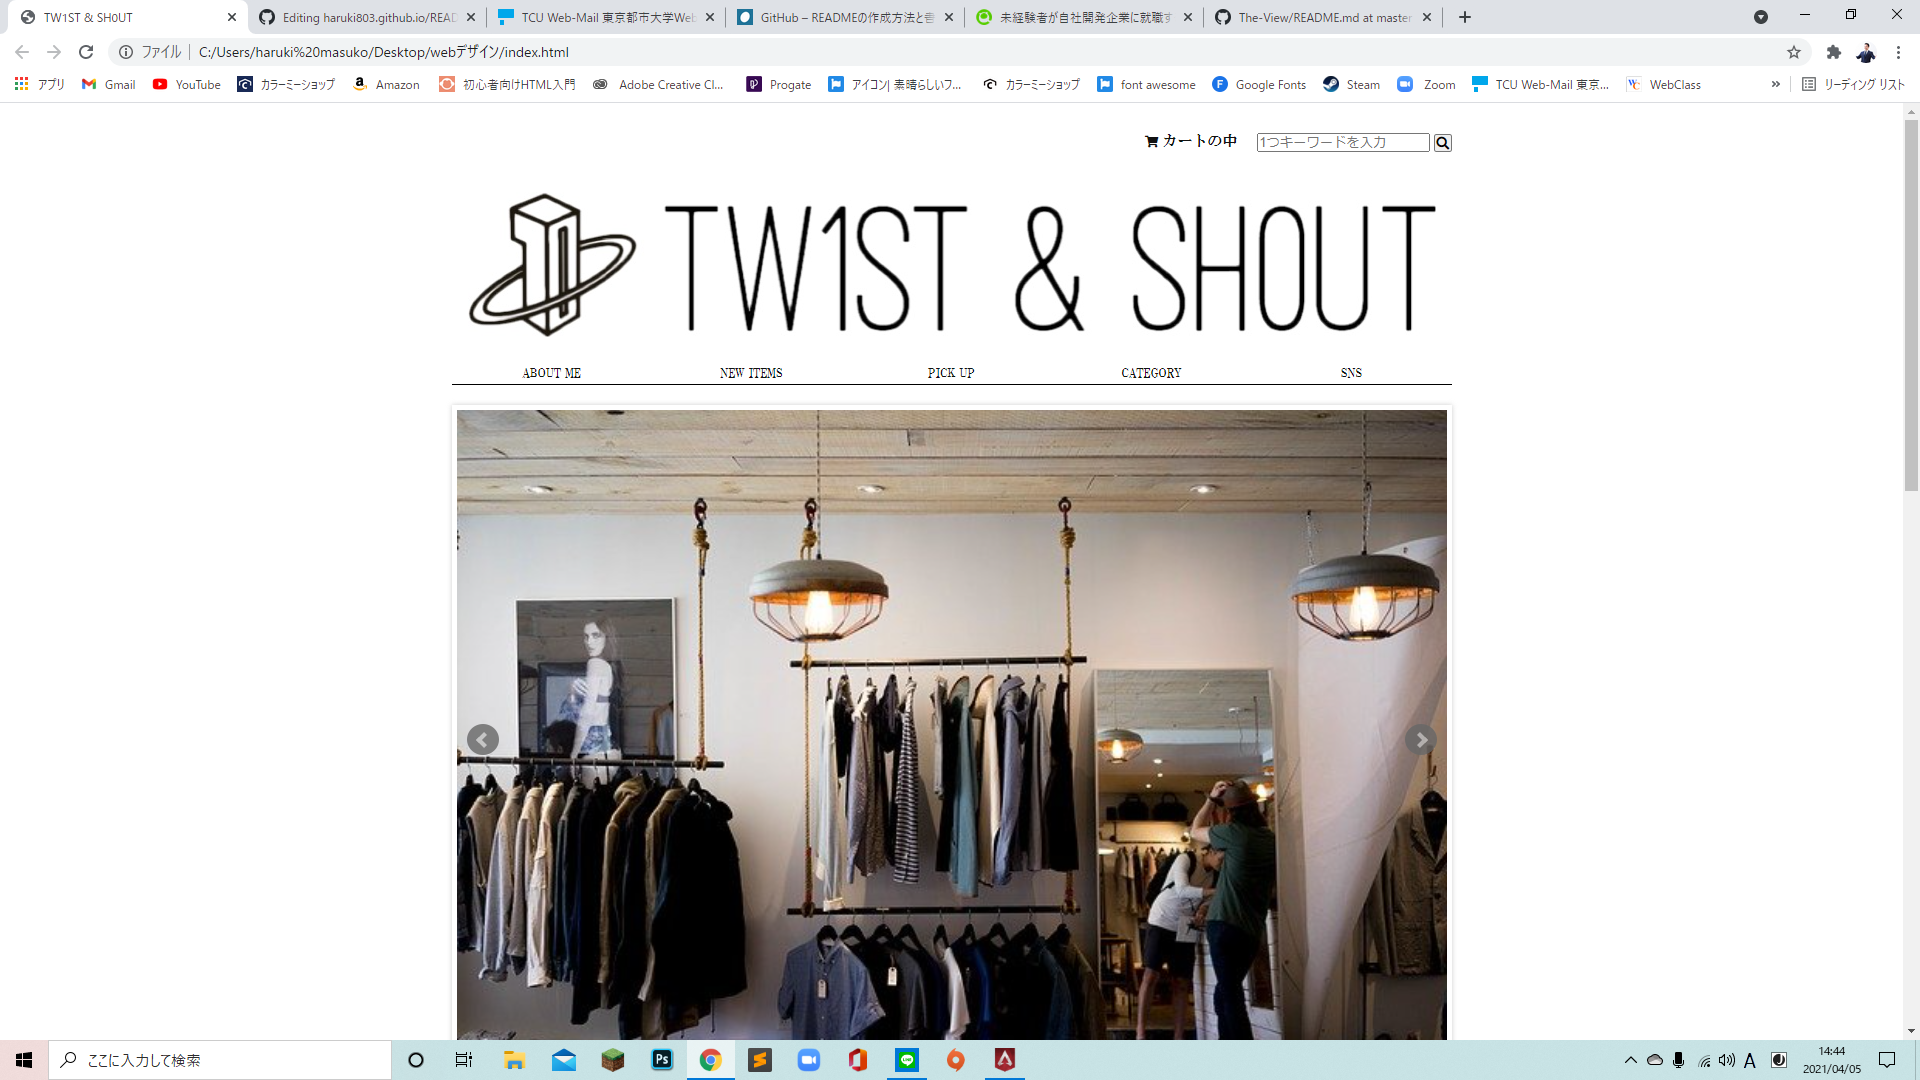 TW1ST & SH0UT
Editing haruki803.github.io/READ
TCU Web-Mail 東京都市大学Web
GitHub – READMEの作成方法と書
未経験者が自社開発企業に就職す
The-View/README.md at master
ファイル
C:/Users/haruki%20masuko/Desktop/webデザイン/index.html
アプリ
Gmail
YouTube
カラーミーショップ
Amazon
初心者向けHTML入門
Adobe Creative Cl...
Progate
アイコン| 素晴らしいフ...
カラーミーショップ
font awesome
Google Fonts
Steam
Zoom
TCU Web-Mail 東京...
WebClass
»
リーディング リスト
カートの中
1つキーワードを入力
TW1ST & SH0UT
ABOUT ME
NEW ITEMS
PICK UP
CATEGORY
SNS
ここに入力して検索
Ps
A
14:44
2021/04/05